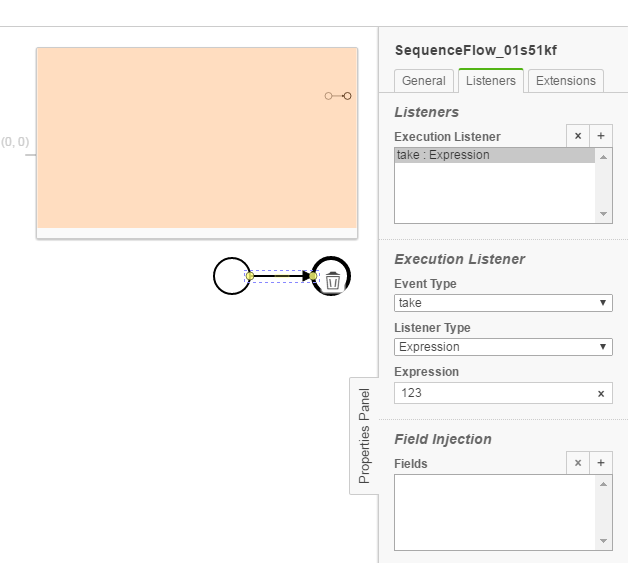 SequenceFlow_01s51kf
General Listeners Extensions
Listeners
Execution Listener × +
take : Expression
(0, 0)
Execution Listener
Event Type
take
Listener Type
Expression
Expression
123 ×
Properties Panel
Field Injection
Fields × +